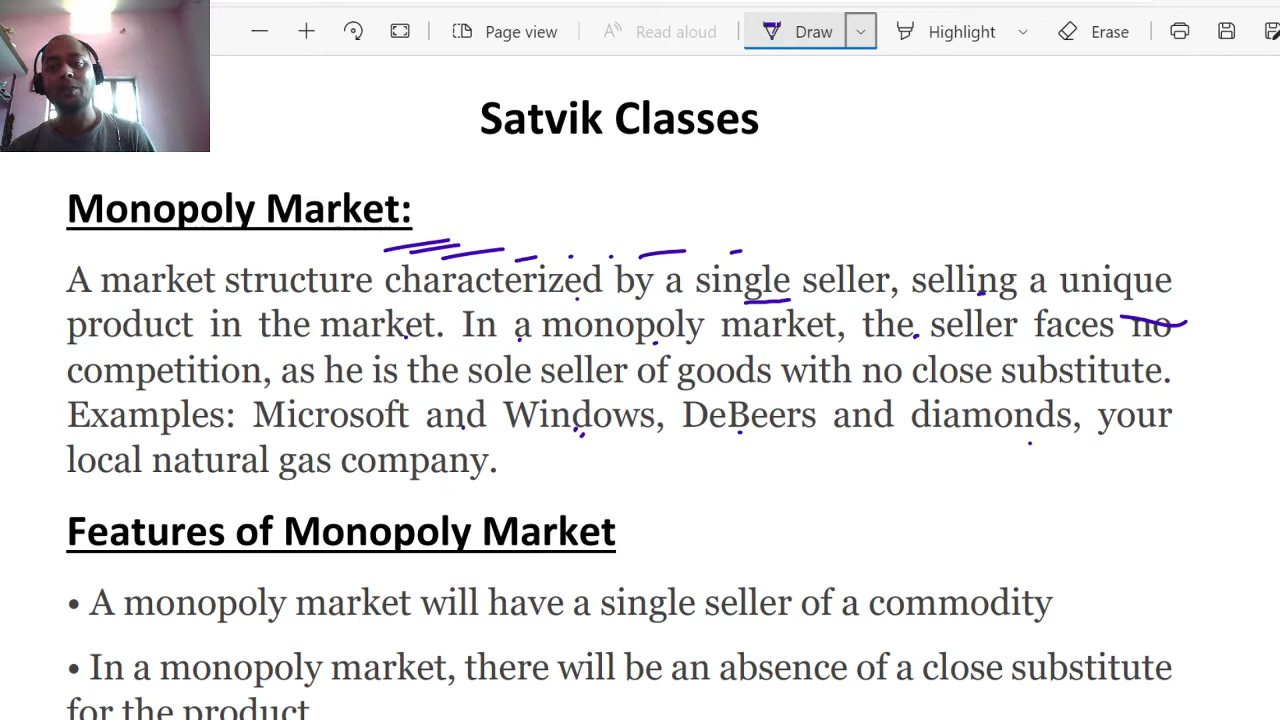 Page view
Read aloud
Draw
Highlight
Erase
Satvik Classes
Monopoly Market:
A market structure characterized by a single seller, selling a unique
product in the market. In a monopoly market, the seller faces no
competition, as he is the sole seller of goods with no close substitute.
Examples: Microsoft and Windows, DeBeers and diamonds, your
local natural gas company.
Features of Monopoly Market
• A monopoly market will have a single seller of a commodity
• In a monopoly market, there will be an absence of a close substitute
for the product